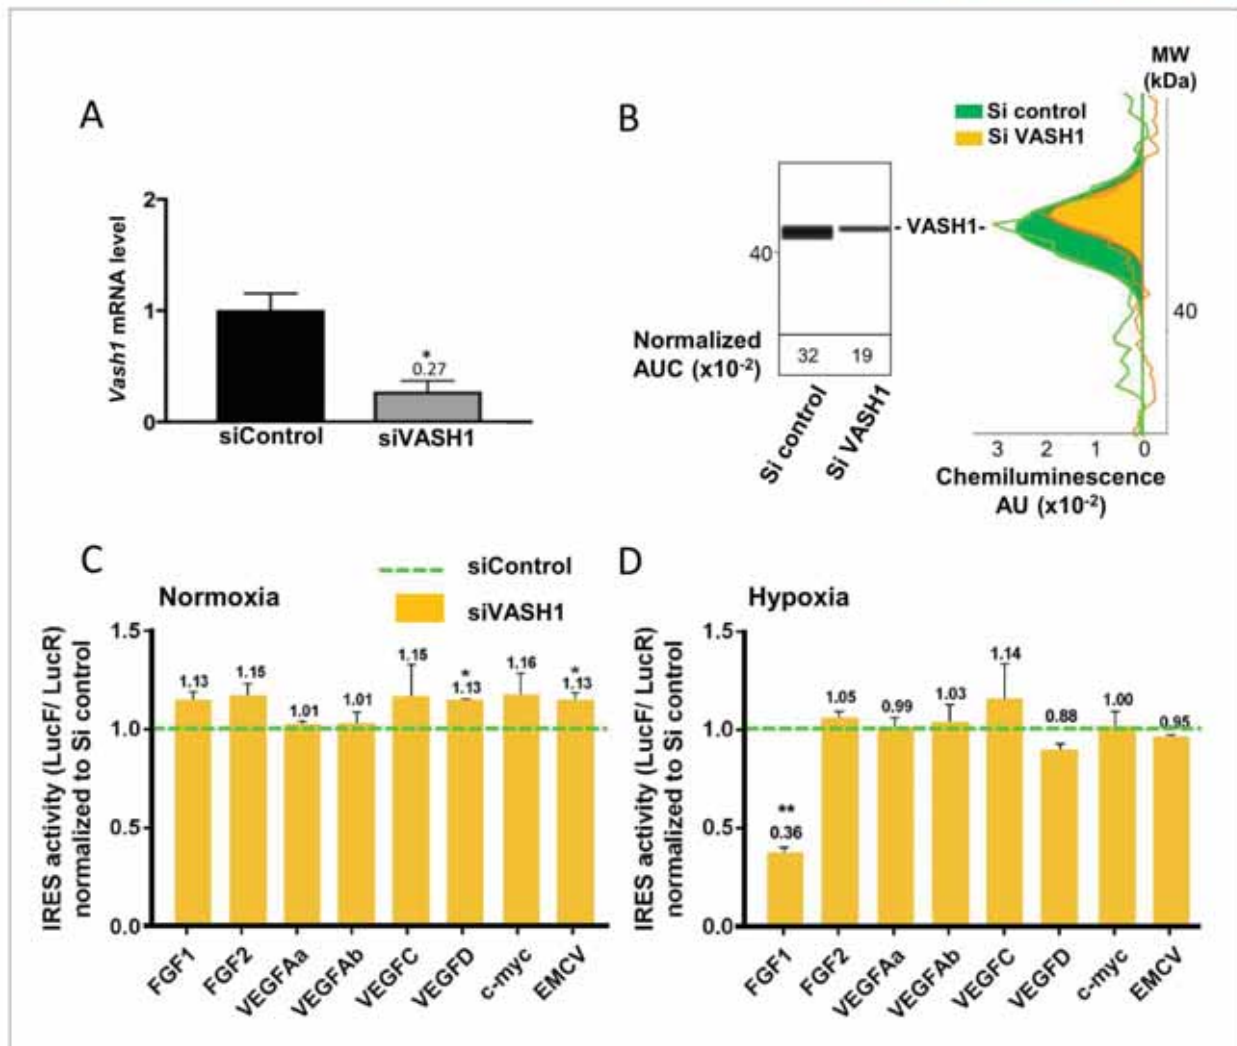 A
Vash1 mRNA level
2
1
0
*
0.27
siControl
siVASH1
B
Si control
Si VASH1
MW
(kDa)
- VASH1-
40
40
Normalized
AUC (x10-2)
32
19
Si control
Si VASH1
3 2 1 0
Chemiluminescence
AU (x10-2)
C
siControl
siVASH1
Normoxia
IRES activity (LucF/ LucR)
normalized to Si control
1.5
1.0
0.5
0.0
1.13
1.15
1.01
1.01
1.15
*
1.13
1.16
*
1.13
FGF1
FGF2
VEGFAa
VEGFAb
VEGFC
VEGFD
c-myc
EMCV
D
Hypoxia
IRES activity (LucF/ LucR)
normalized to Si control
1.5
1.0
0.5
0.0
**
0.36
1.05
0.99
1.03
1.14
0.88
1.00
0.95
FGF1
FGF2
VEGFAa
VEGFAb
VEGFC
VEGFD
c-myc
EMCV